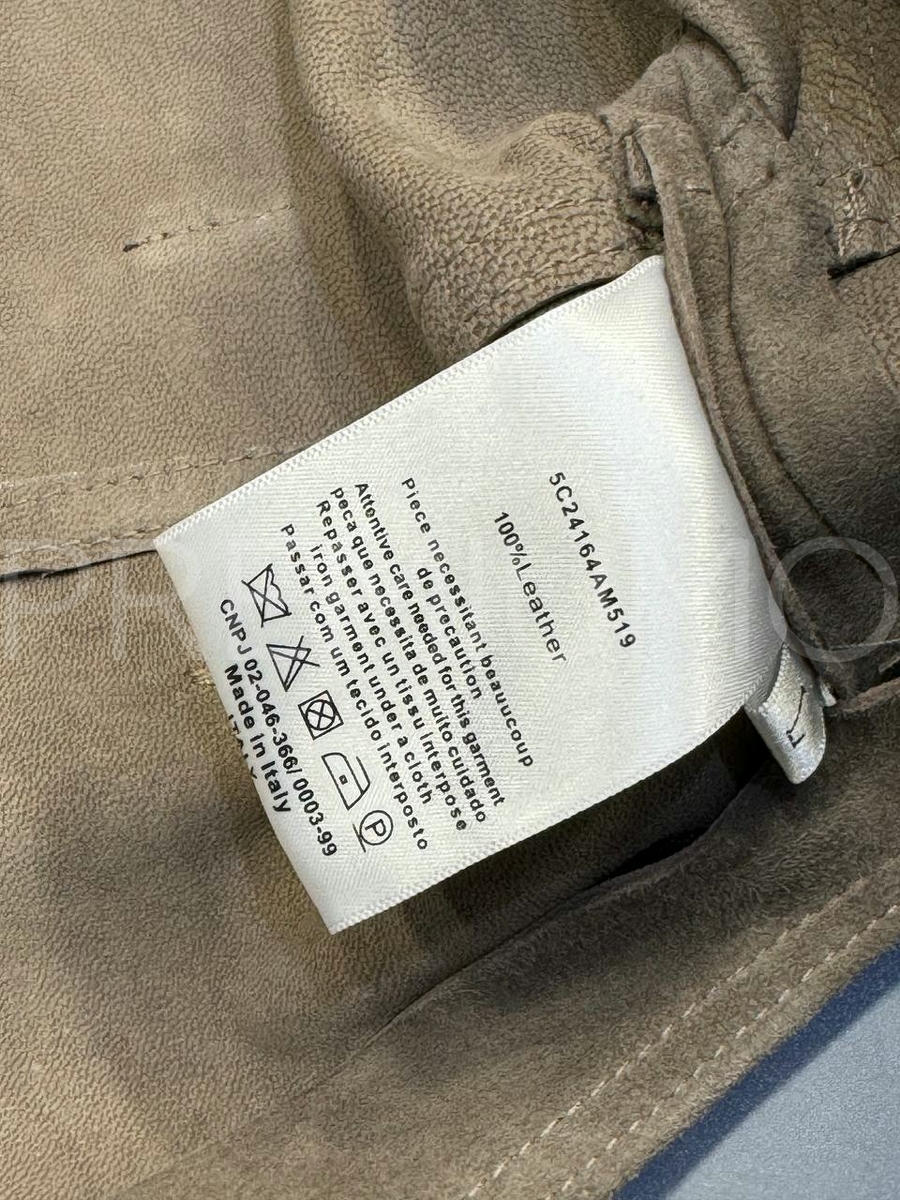 5C24164AM519
100%Leather
Piece necessitant beauucoup
de precaution
Attentive care needed for this garment
peca que necessita de muito cuidado
Repasser avec un tissu interpose
iron garment under a cloth
Passar com um tecido interposto
P
CNPJ 02-046-366/ 0003-99
Made in Italy